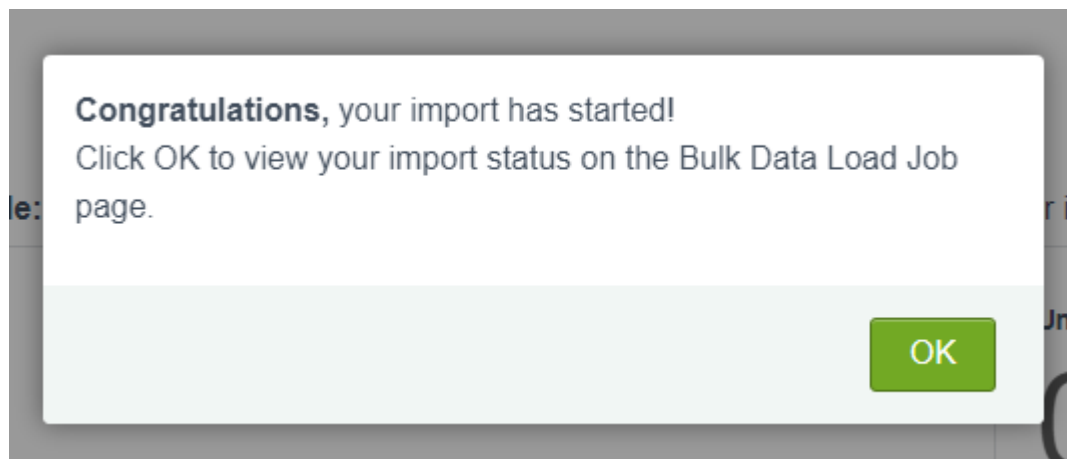 Congratulations, your import has started!
Click OK to view your import status on the Bulk Data Load Job
page.
le:
r i
OK